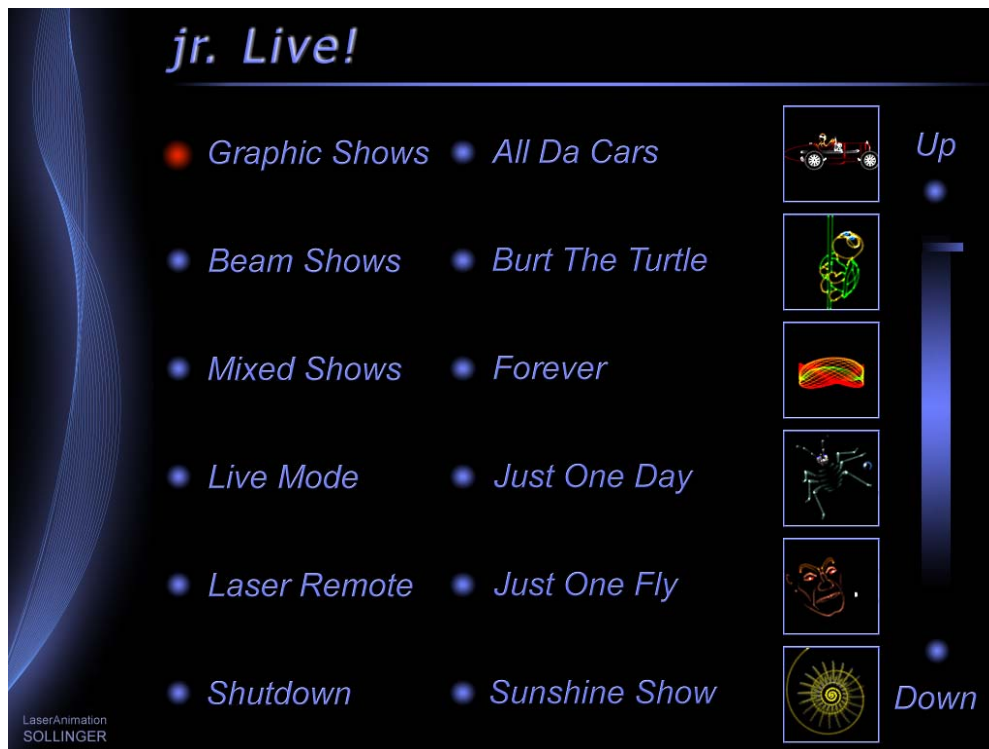 jr. Live!
Graphic Shows
All Da Cars
Up
Beam Shows
Burt The Turtle
Mixed Shows
Forever
Live Mode
Just One Day
Laser Remote
Just One Fly
Shutdown
Sunshine Show
Down
LaserAnimation
SOLLINGER